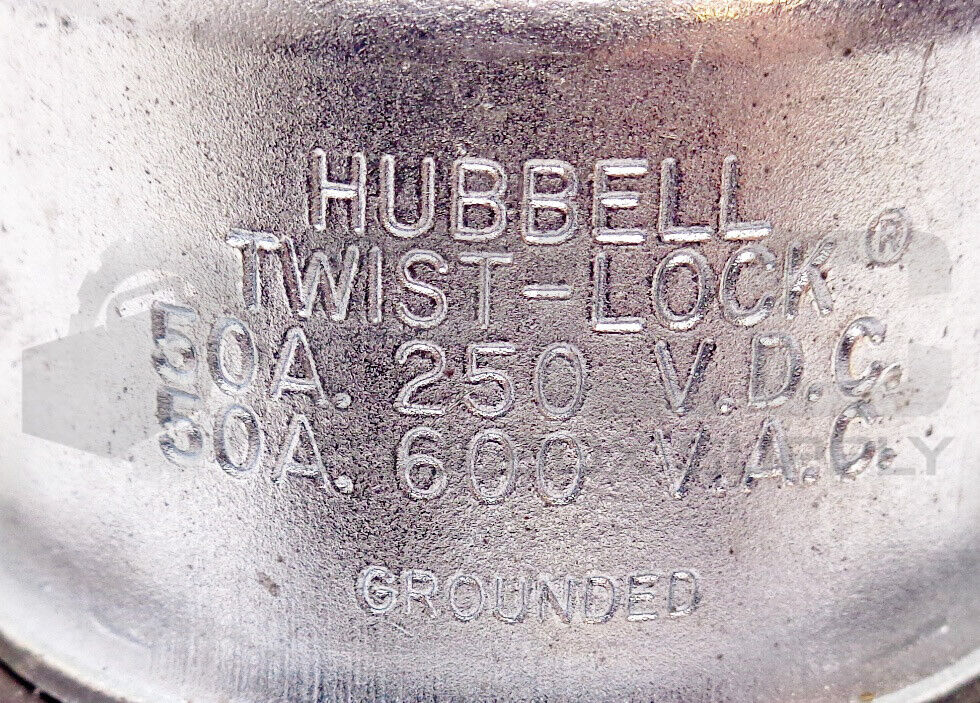 HUBBELL
TWIST-LOCK®
50A. 250 V.D.C.
50A. 600 V.A.C.
GROUNDED